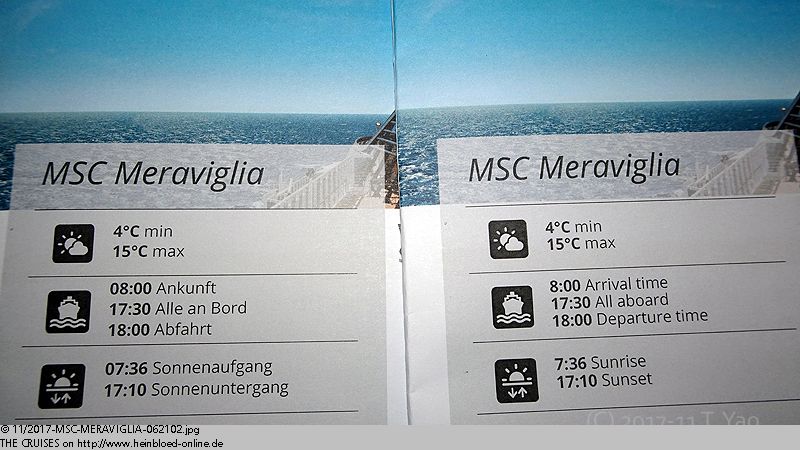 MSC Meraviglia
4°C min
15°C max
08:00 Ankunft
17:30 Alle an Bord
18:00 Abfahrt
07:36 Sonnenaufgang
17:10 Sonnenuntergang
MSC Meraviglia
4°C min
15°C max
8:00 Arrival time
17:30 All aboard
18:00 Departure time
7:36 Sunrise
17:10 Sunset
(C) 2017-11 T. Yao
© 11/2017-MSC-MERAVIGLIA-062102.jpg
THE CRUISES on http://www.heinbloed-online.de